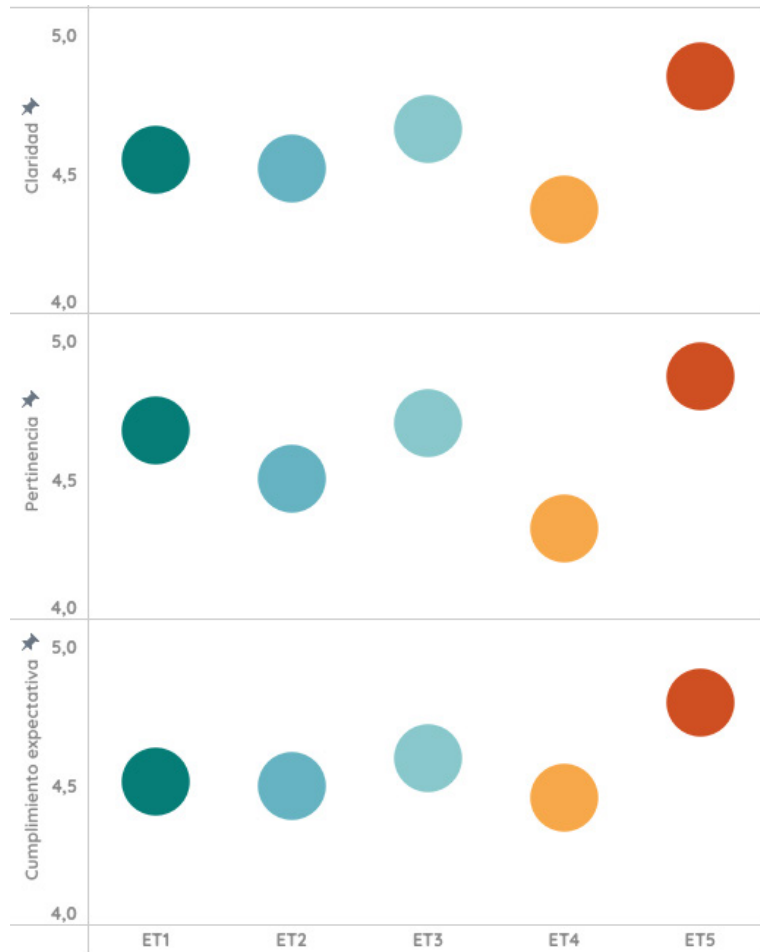 5,0
Claridad
4,5
4,0
5,0
Pertinencia
4,5
4,0
5,0
Cumplimiento expectativa
4,5
4,0
ET1 ET2 ET3 ET4 ET5